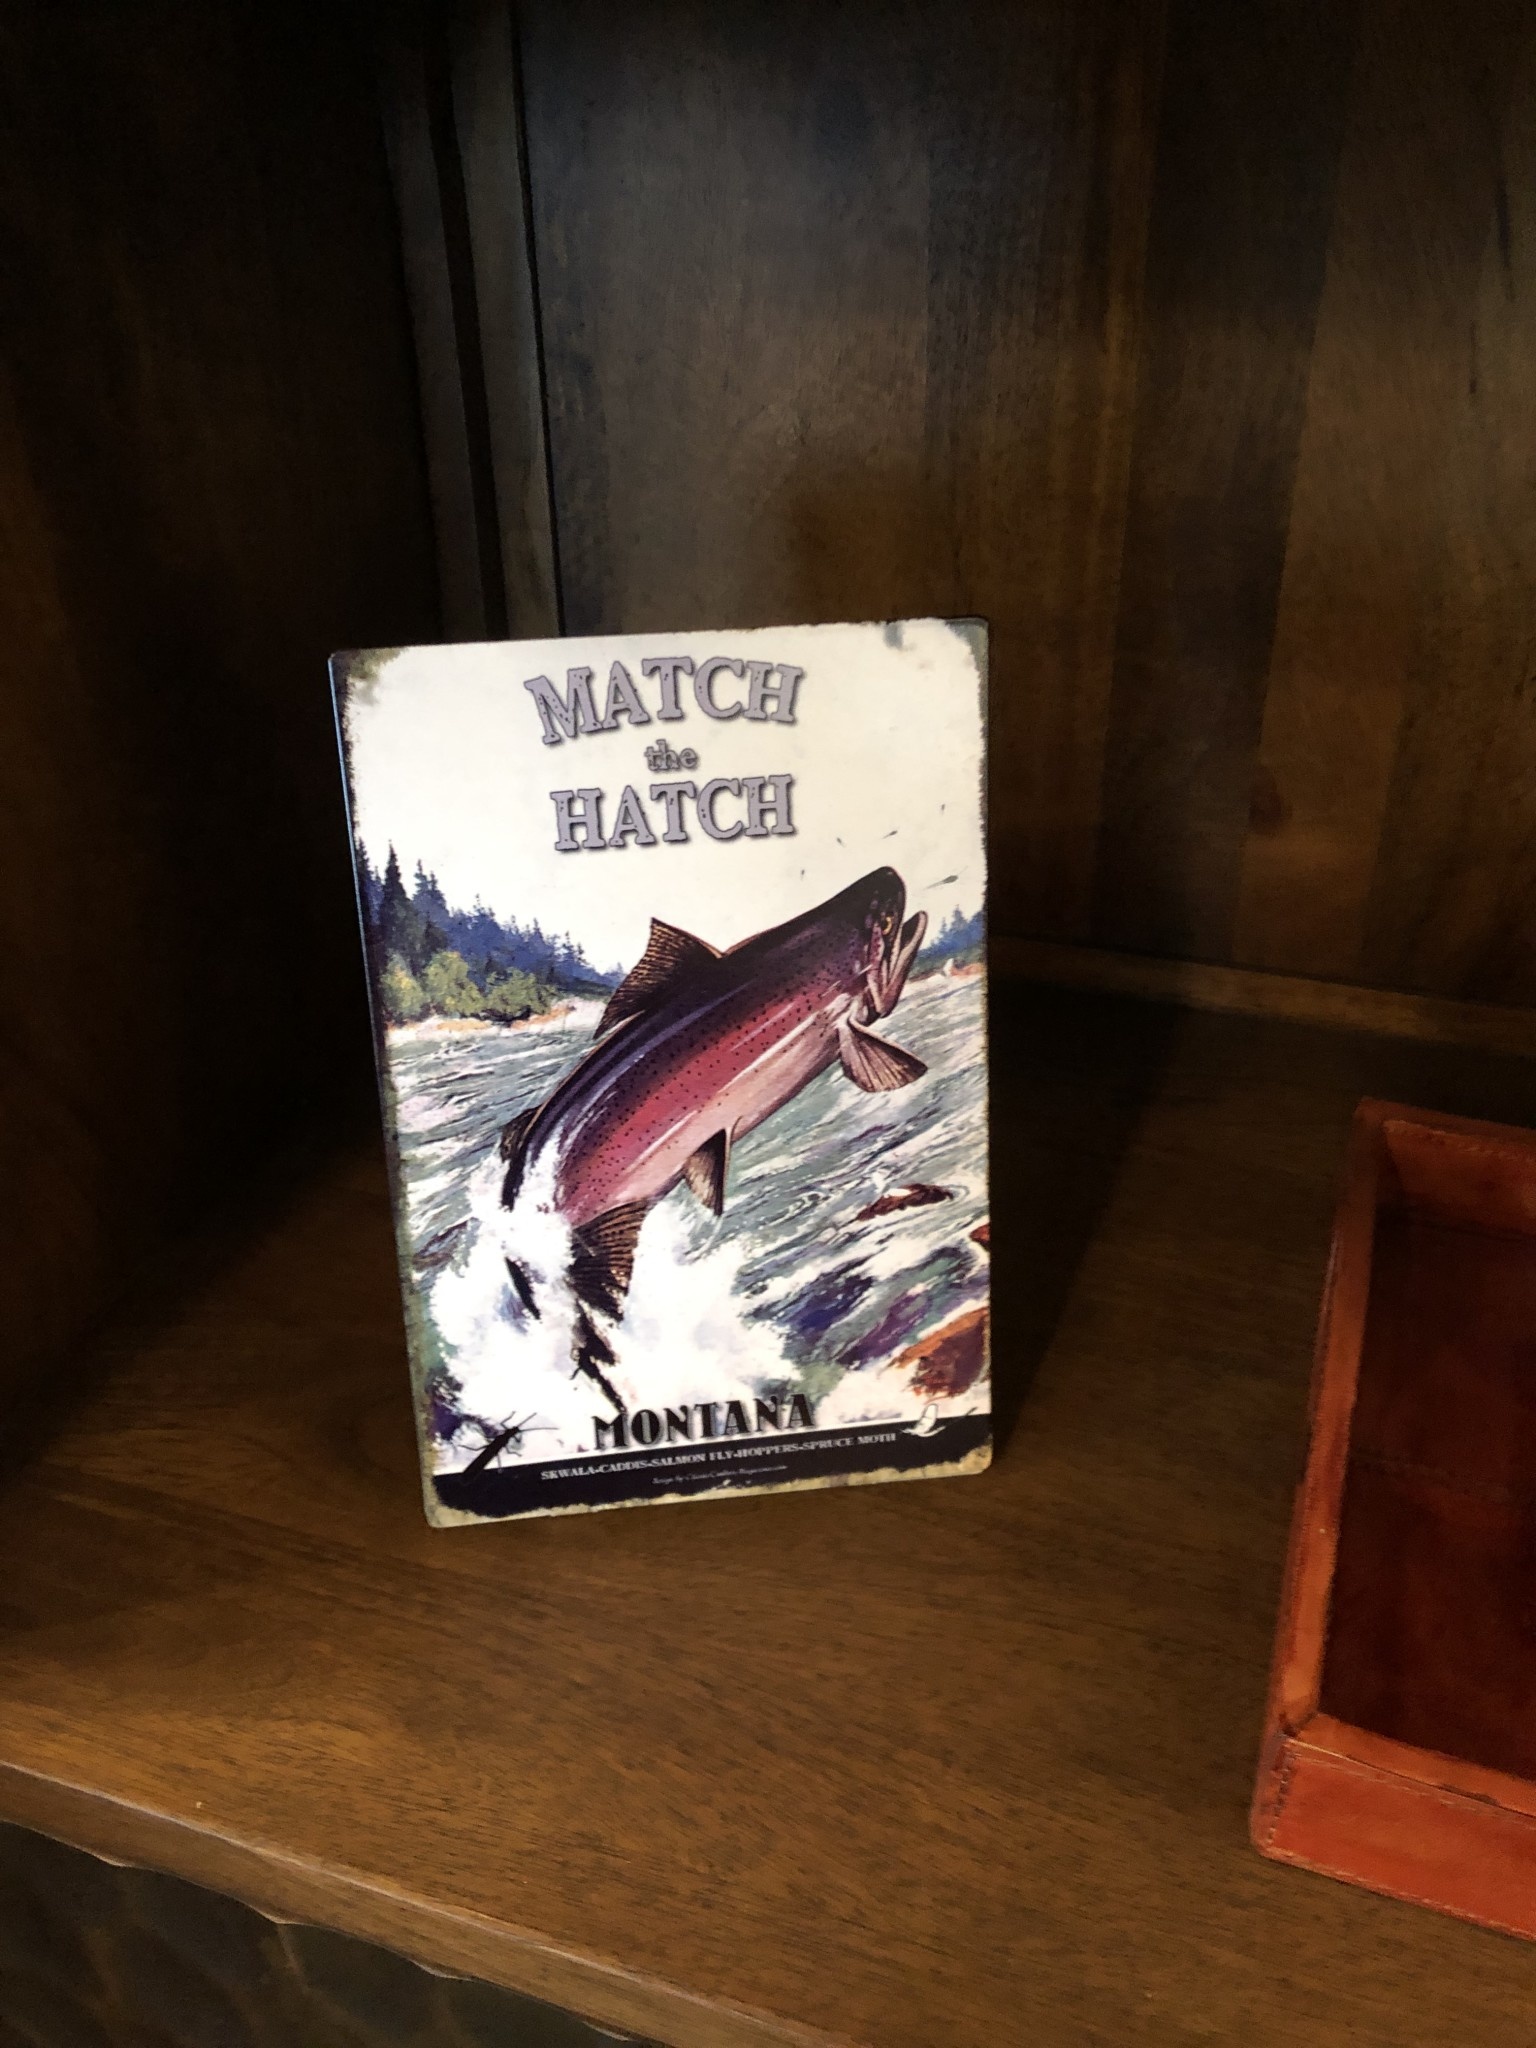 MATCH
the
HATCH
MONTANA
SKWALA-CADDIS-SALMON FLY-HOPPERS-SPRUCE MOTH